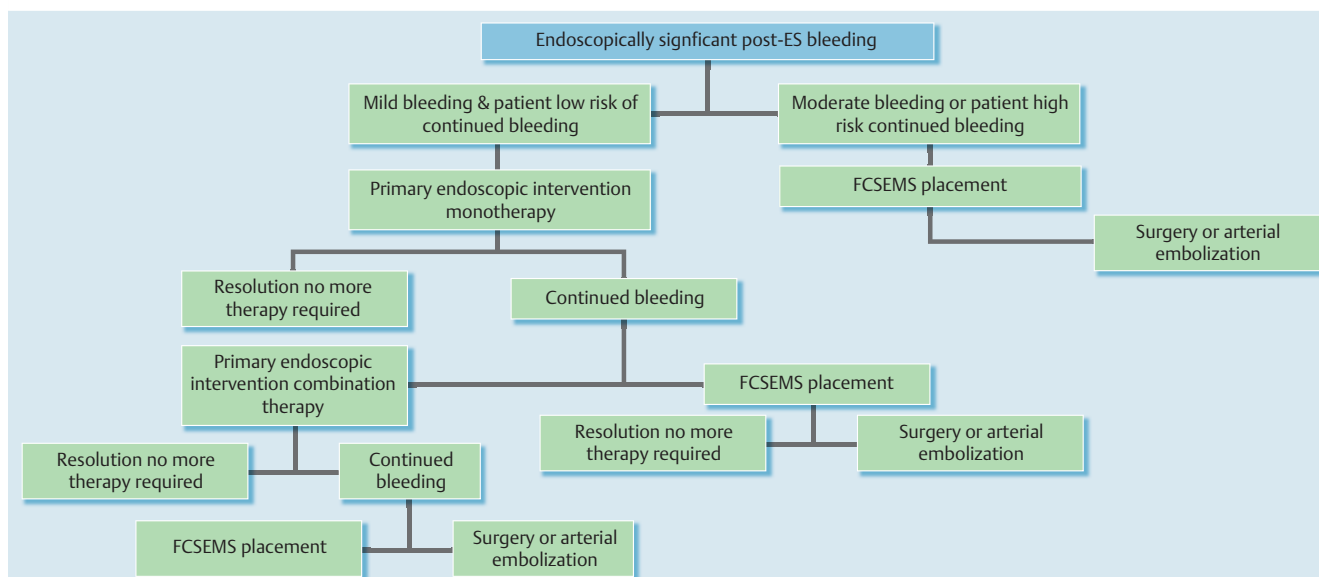 Endoscopically signficant post-ES bleeding
Mild bleeding & patient low risk of
continued bleeding
Moderate bleeding or patient high
risk continued bleeding
Primary endoscopic intervention
monotherapy
FCSEMS placement
Surgery or arterial
embolization
Resolution no more
therapy required
Continued bleeding
Primary endoscopic
intervention combination
therapy
FCSEMS placement
Resolution no more
therapy required
Surgery or arterial
embolization
Resolution no more
therapy required
Continued
bleeding
FCSEMS placement
Surgery or arterial
embolization